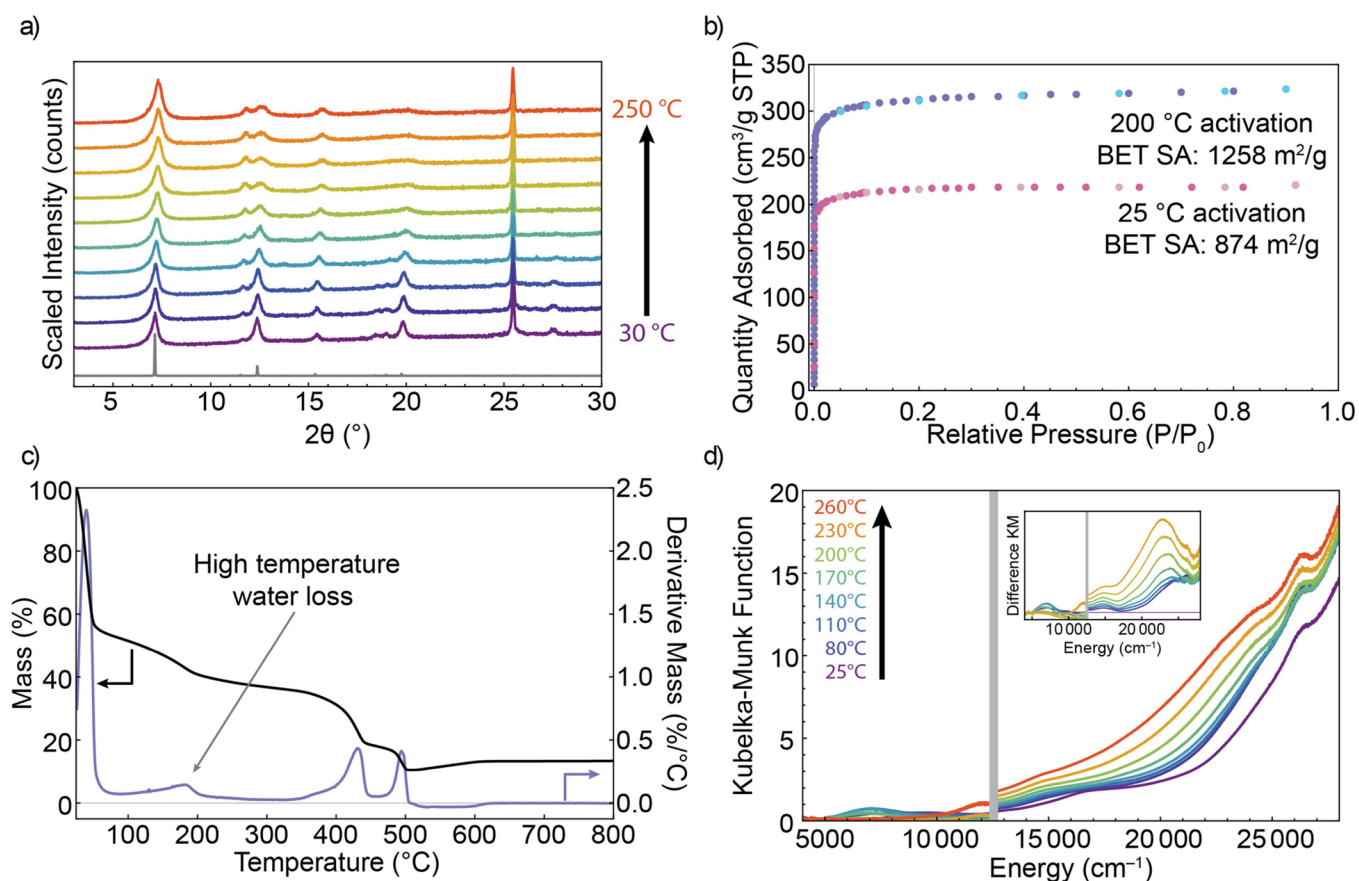 a)
Scaled Intensity (counts)
250 °C
30 °C
5 10 15 20 25 30
2θ (°)
b)
Quantity Adsorbed (cm³/g STP)
350
300
250
200
150
100
50
0
200 °C activation
BET SA: 1258 m²/g
25 °C activation
BET SA: 874 m²/g
0.0 0.2 0.4 0.6 0.8 1.0
Relative Pressure (P/P₀)
c)
Mass (%)
100
80
60
40
20
0
High temperature
water loss
2.5
2.0
1.5
1.0
0.5
0.0
Derivative Mass (%/°C)
100 200 300 400 500 600 700 800
Temperature (°C)
d)
Kubelka-Munk Function
20
15
10
5
0
260°C
230°C
200°C
170°C
140°C
110°C
80°C
25°C
Difference KM
10 000 20 000
Energy (cm⁻¹)
5000 10 000 15 000 20 000 25 000
Energy (cm⁻¹)